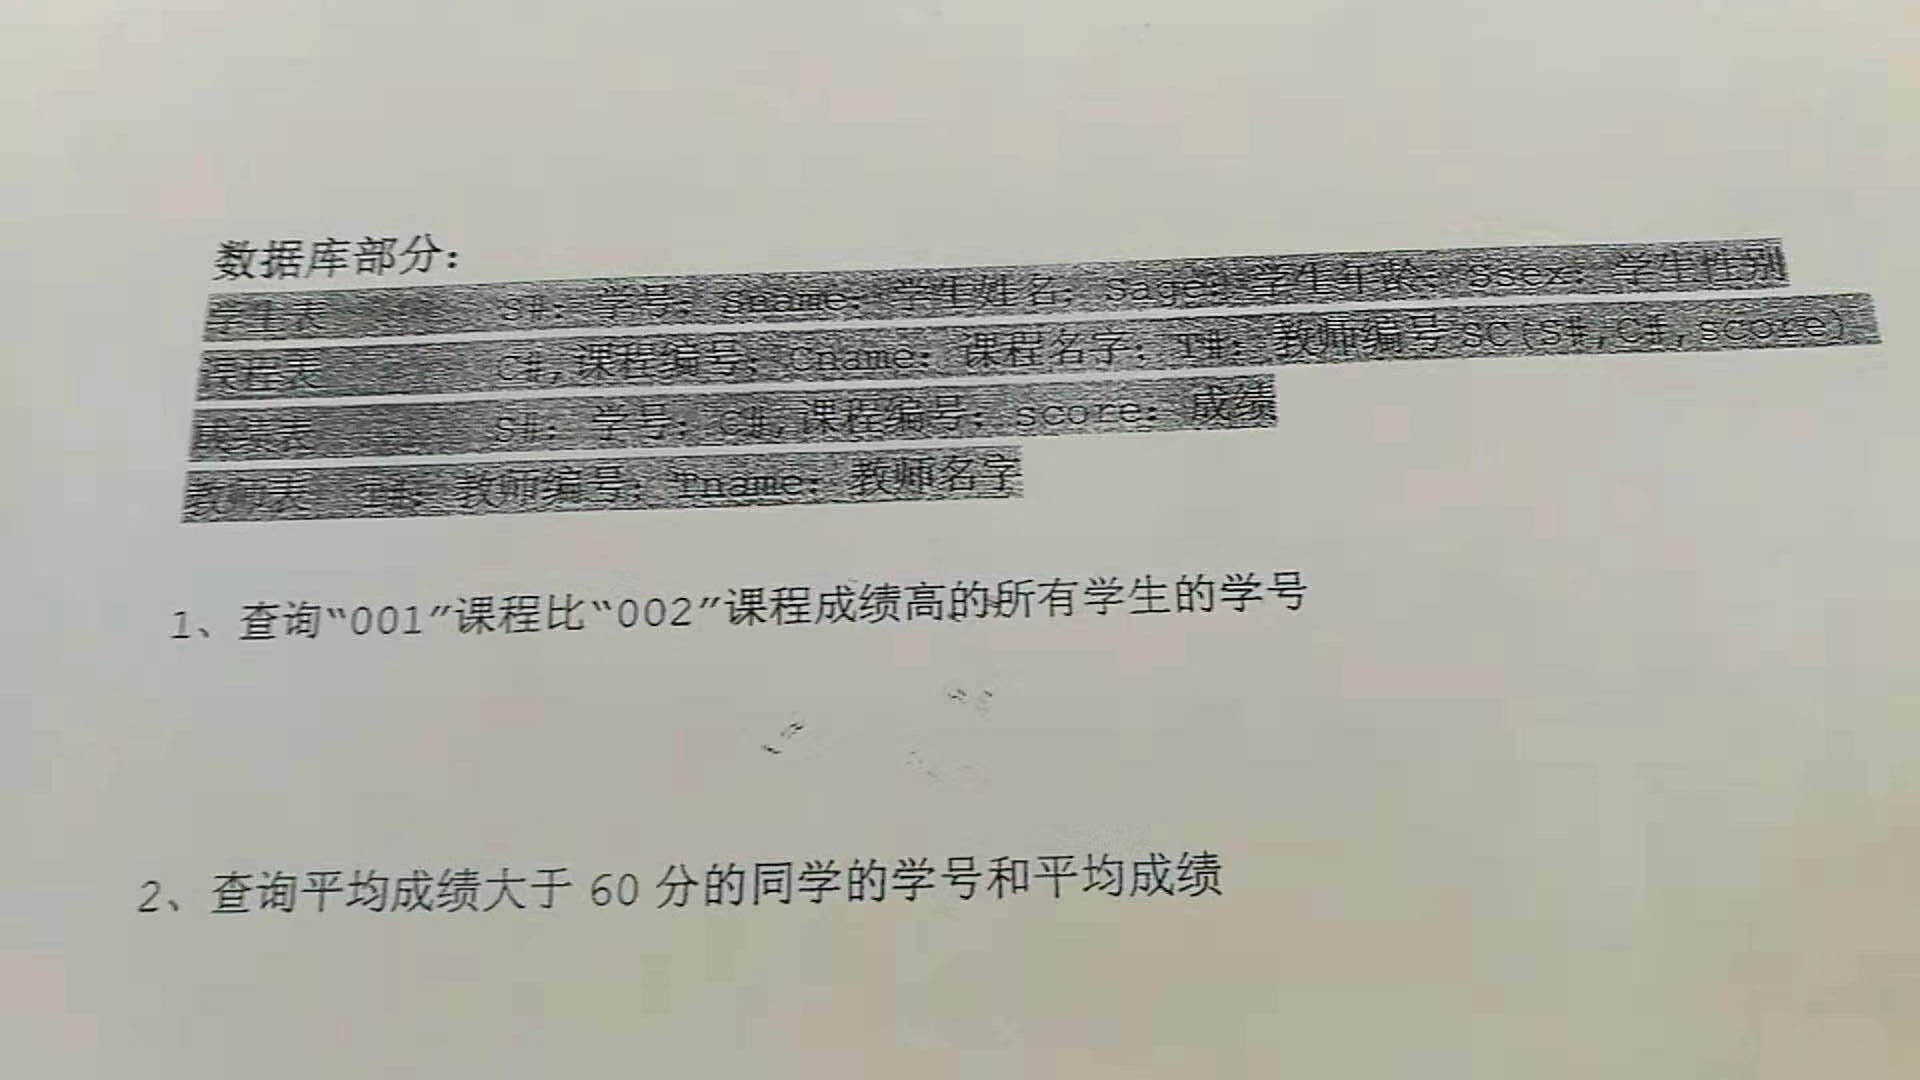 数据库部分：
学生表 S#：学号；Sname：学生姓名；Sage：学生年龄；Ssex：学生性别
课程表 C#,课程编号；Cname：课程名字；T#：教师编号 SC(S#,C#,score)
成绩表 S#：学号；C#,课程编号；score：成绩
教师表 T#：教师编号；Tname：教师名字
1、查询“001”课程比“002”课程成绩高的所有学生的学号
2、查询平均成绩大于 60 分的同学的学号和平均成绩